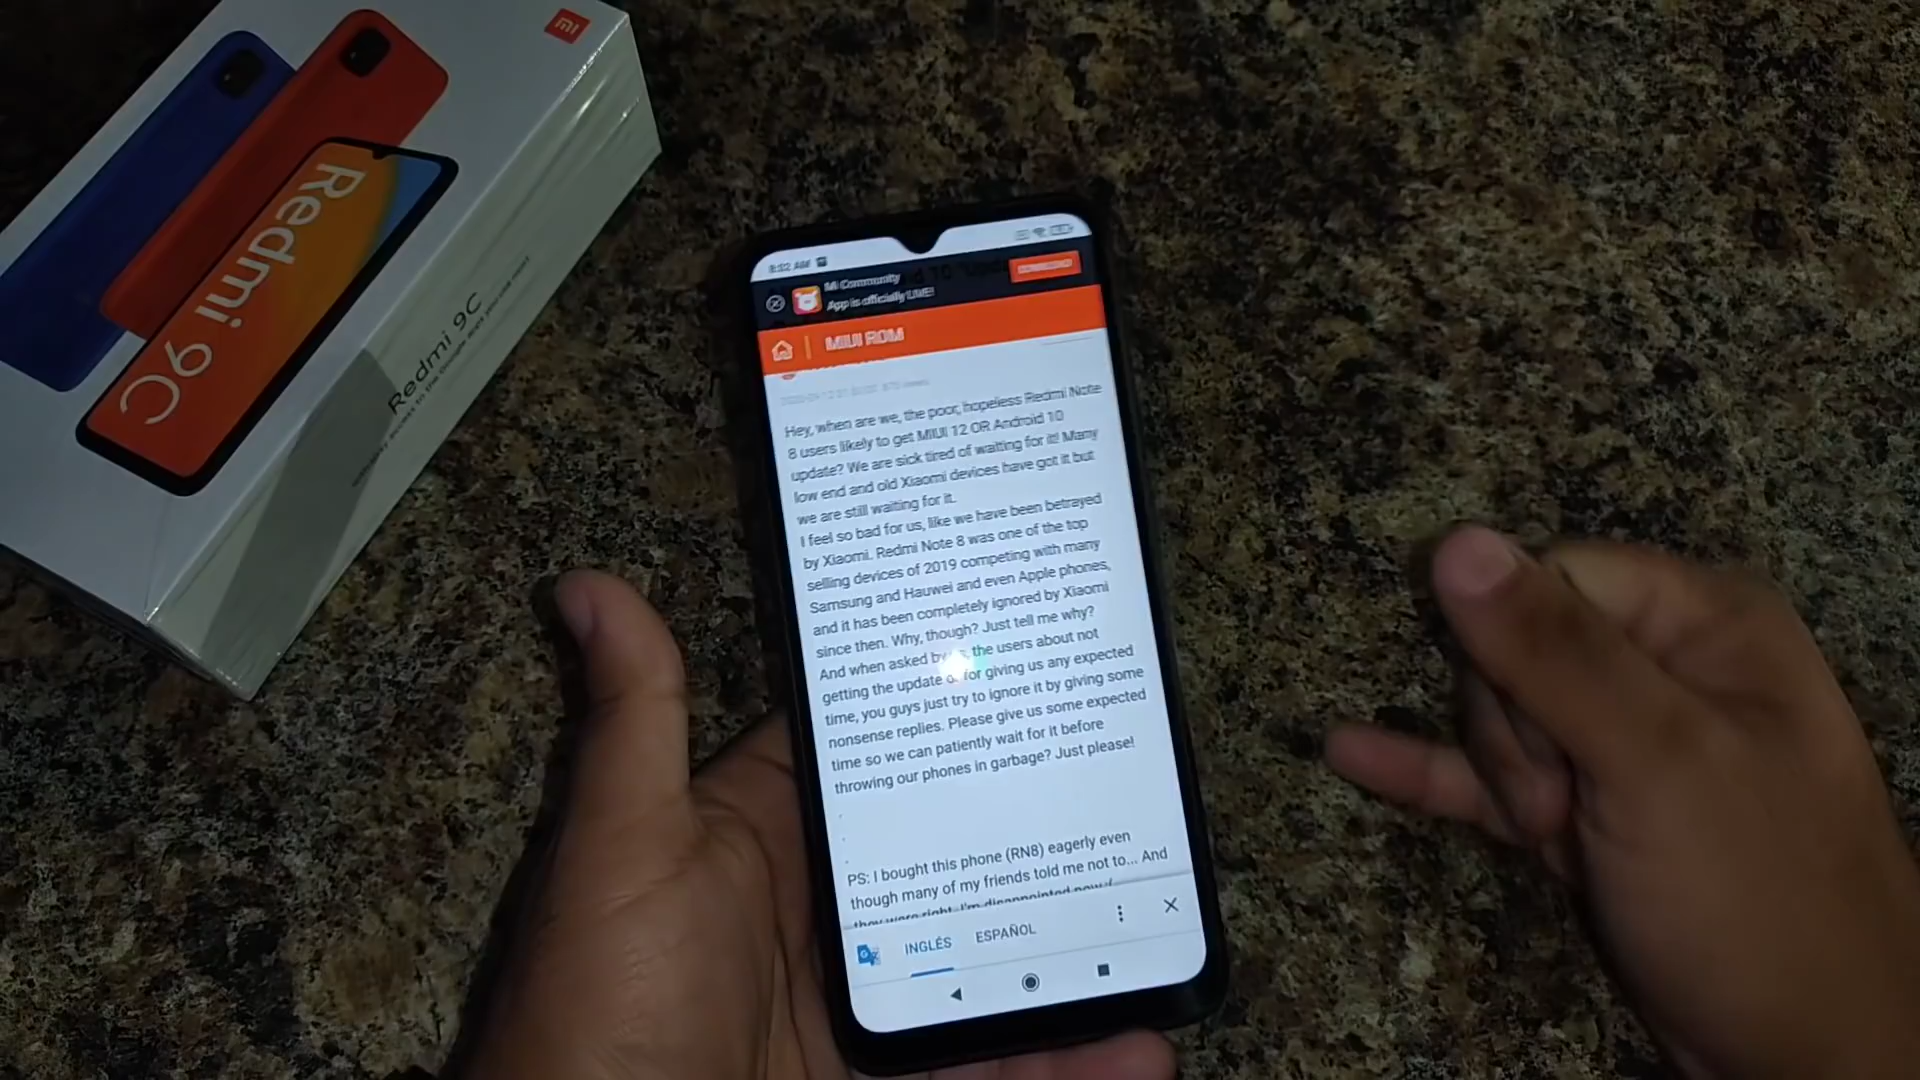 MI
Redmi 9C
Redmi 9C
8:52 AM
Mi Community
App is officially LIVE!
MIUI ROM
Hey, when are we, the poor, hopeless Redmi Note
8 users likely to get MIUI 12 OR Android 10
update? We are sick tired of waiting for it! Many
low end and old Xiaomi devices have got it but
we are still waiting for it.
I feel so bad for us, like we have been betrayed
by Xiaomi. Redmi Note 8 was one of the top
selling devices of 2019 competing with many
Samsung and Hauwei and even Apple phones,
and it has been completely ignored by Xiaomi
since then. Why, though? Just tell me why?
And when asked by the users about not
getting the update for giving us any expected
time, you guys just try to ignore it by giving some
nonsense replies. Please give us some expected
time so we can patiently wait for it before
throwing our phones in garbage? Just please!
.
.
.
PS: I bought this phone (RN8) eagerly even
though many of my friends told me not to... And
they were right, I'm disappointed now
INGLÉS ESPAÑOL